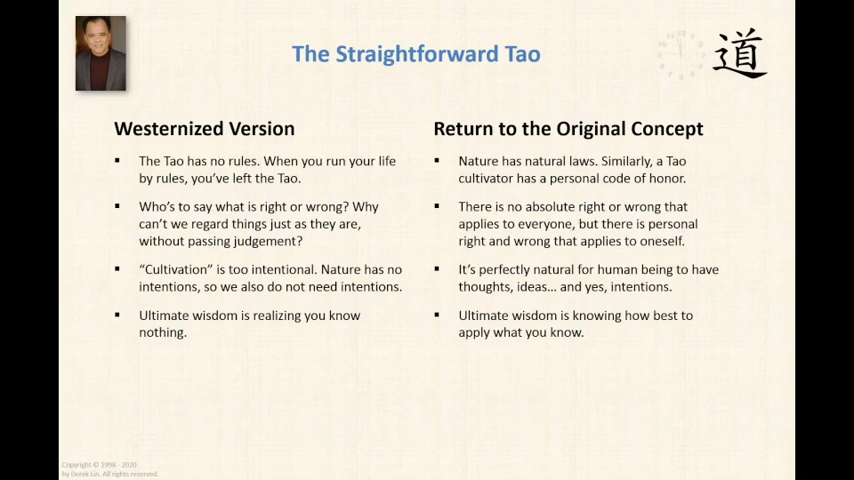 The Straightforward Tao
道
Westernized Version
▪ The Tao has no rules. When you run your life
by rules, you've left the Tao.
▪ Who's to say what is right or wrong? Why
can't we regard things just as they are,
without passing judgement?
▪ "Cultivation" is too intentional. Nature has no
intentions, so we also do not need intentions.
▪ Ultimate wisdom is realizing you know
nothing.
Return to the Original Concept
▪ Nature has natural laws. Similarly, a Tao
cultivator has a personal code of honor.
▪ There is no absolute right or wrong that
applies to everyone, but there is personal
right and wrong that applies to oneself.
▪ It's perfectly natural for human being to have
thoughts, ideas... and yes, intentions.
▪ Ultimate wisdom is knowing how best to
apply what you know.
Copyright © 1998 - 2020
by Derek Lin. All rights reserved.